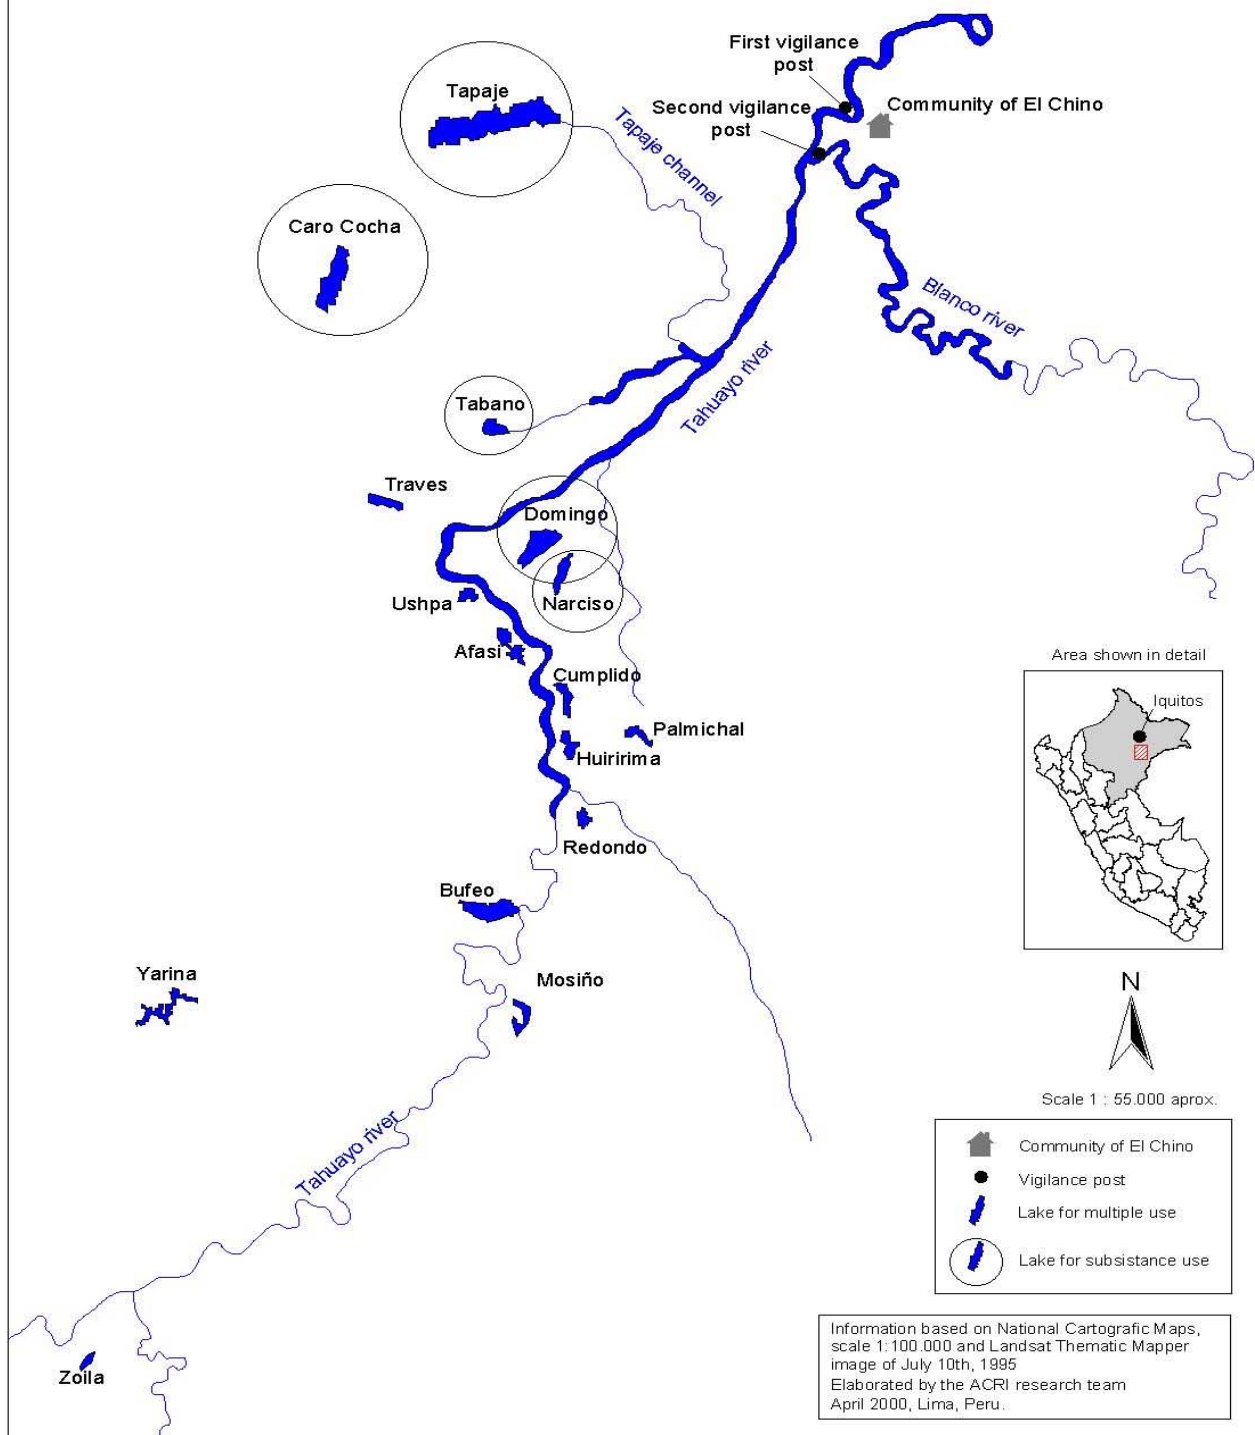 First vigilance
post
Tapaje
Second vigilance
post
Community of El Chino
Tapaje channel
Caro Cocha
Blanco river
Tahuayo river
Tabano
Traves
Domingo
Ushpa
Narciso
Afasi
Cumplido
Palmichal
Huiririma
Redondo
Bufeo
Yarina
Mosiño
Tahuayo river
Zoila
Area shown in detail
Iquitos
N
Scale 1 : 55.000 aprox.
Community of El Chino
Vigilance post
Lake for multiple use
Lake for subsistance use
Information based on National Cartografic Maps,
scale 1:100.000 and Landsat Thematic Mapper
image of July 10th, 1995
Elaborated by the ACRI research team
April 2000, Lima, Peru.